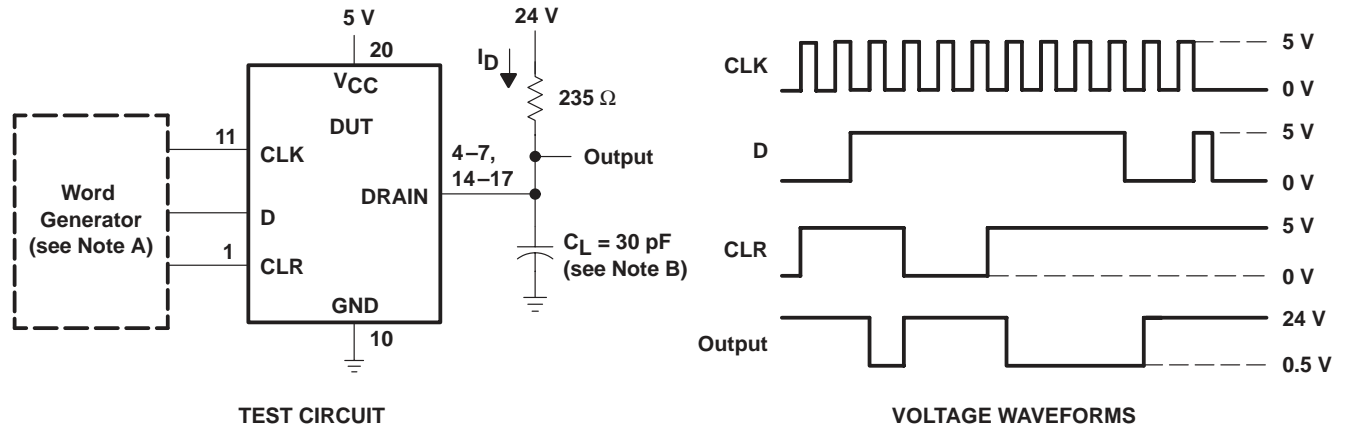 5 V
20
VCC
DUT
24 V
ID
235 Ω
11
CLK
4–7,
14–17
Output
DRAIN
Word
Generator
(see Note A)
D
1
CLR
CL = 30 pF
(see Note B)
GND
10
TEST CIRCUIT
CLK
5 V
0 V
D
5 V
0 V
CLR
5 V
0 V
Output
24 V
0.5 V
VOLTAGE WAVEFORMS